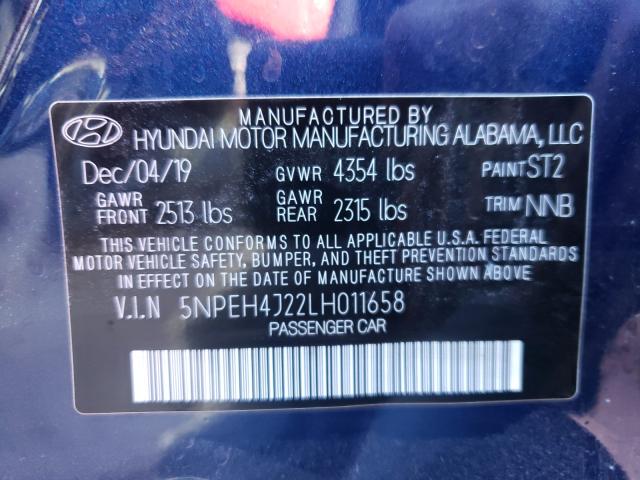 MANUFACTURED BY
HYUNDAI MOTOR MANUFACTURING ALABAMA, LLC
Dec/04/19 GVWR 4354 lbs PAINT ST2
GAWR FRONT 2513 lbs GAWR REAR 2315 lbs TRIM NNB
THIS VEHICLE CONFORMS TO ALL APPLICABLE U.S.A. FEDERAL
MOTOR VEHICLE SAFETY, BUMPER, AND THEFT PREVENTION STANDARDS
IN EFFECT ON THE DATE OF MANUFACTURE SHOWN ABOVE.
V.I.N 5NPEH4J22LH011658
PASSENGER CAR